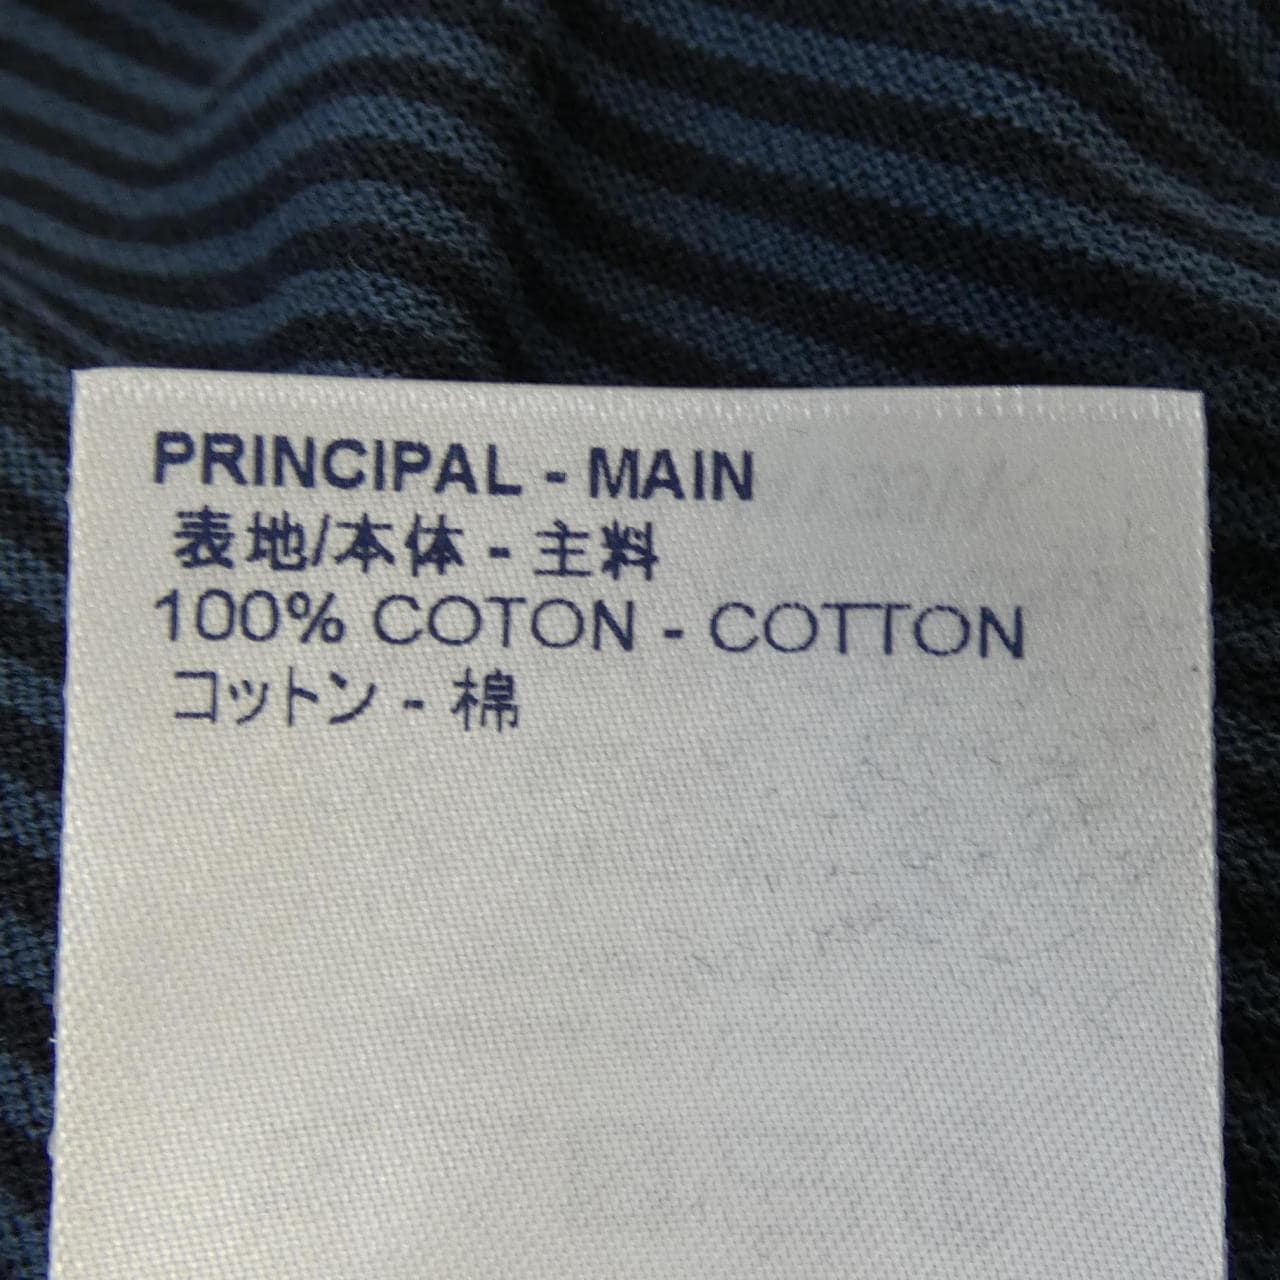 PRINCIPAL - MAIN
表地/本体 - 主料
100% COTON - COTTON
コットン - 棉